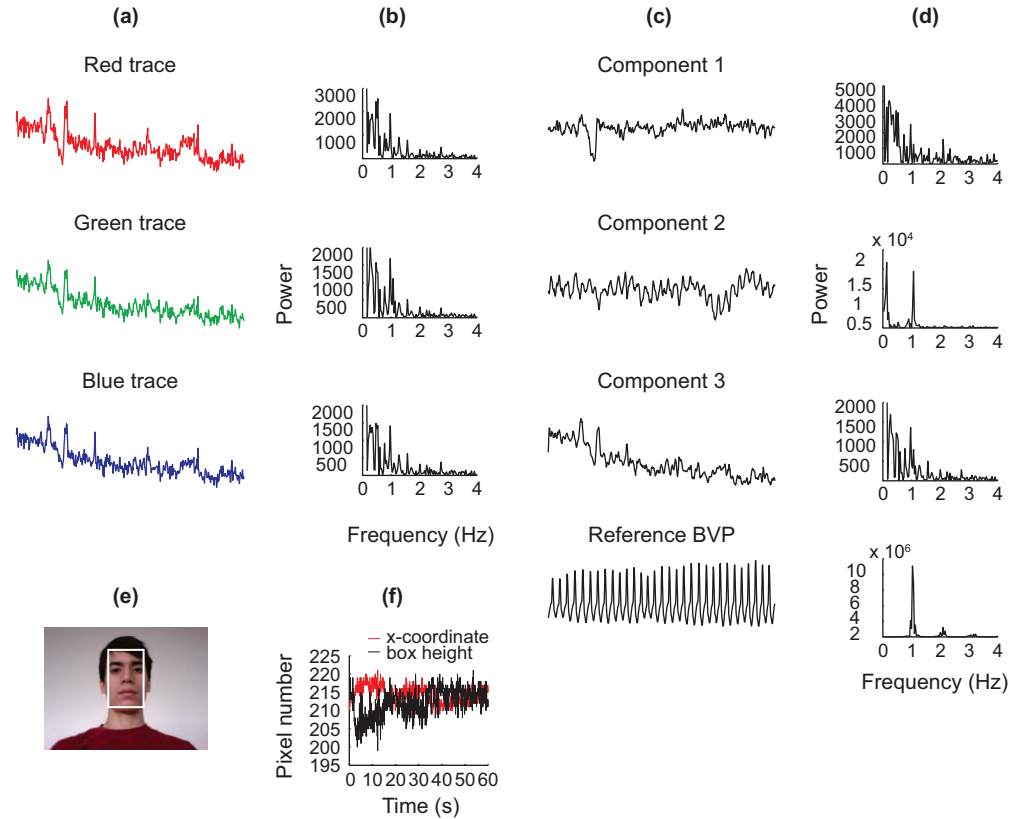 (a)
(b)
(c)
(d)
Red trace
3000
2000
1000
0 1 2 3 4
Component 1
5000
4000
3000
2000
1000
0 1 2 3 4
Green trace
Power
2000
1500
1000
500
0 1 2 3 4
Component 2
Power
x 10^4
2
1.5
1
0.5
0 1 2 3 4
Blue trace
2000
1500
1000
500
0 1 2 3 4
Frequency (Hz)
Component 3
2000
1500
1000
500
0 1 2 3 4
Reference BVP
x 10^6
10
8
6
4
2
0 1 2 3 4
Frequency (Hz)
(e)
(f)
x-coordinate
box height
Pixel number
225
220
215
210
205
200
195
0 10 20 30 40 50 60
Time (s)